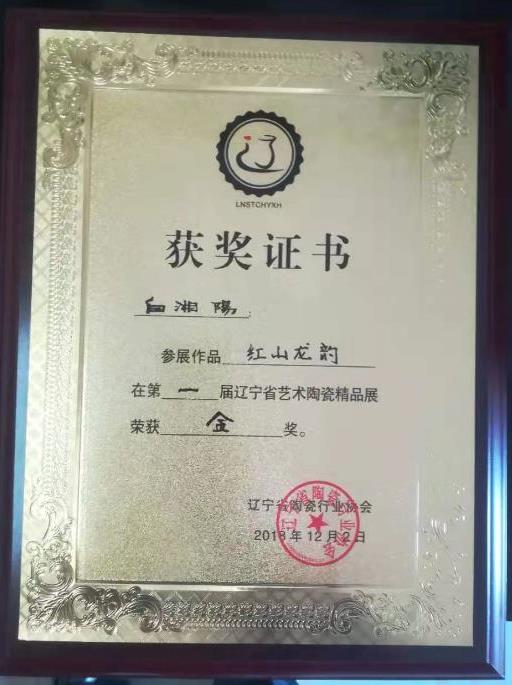 辽
LNSTCHYXH
获奖证书
白湘陽:
参展作品 红山龙韵
在第一届辽宁省艺术陶瓷精品展
荣获金奖。
辽宁省陶瓷行业协会
2018年12月2日